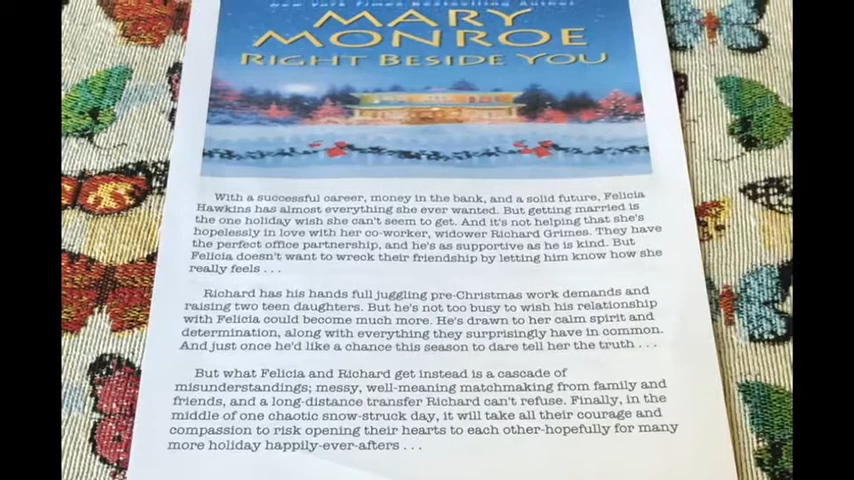 New York Times Bestselling Author
MARY
MONROE
RIGHT BESIDE YOU
With a successful career, money in the bank, and a solid future, Felicia
Hawkins has almost everything she ever wanted. But getting married is
the one holiday wish she can't seem to get. And it's not helping that she's
hopelessly in love with her co-worker, widower Richard Grimes. They have
the perfect office partnership, and he's as supportive as he is kind. But
Felicia doesn't want to wreck their friendship by letting him know how she
really feels . . .
Richard has his hands full juggling pre-Christmas work demands and
raising two teen daughters. But he's not too busy to wish his relationship
with Felicia could become much more. He's drawn to her calm spirit and
determination, along with everything they surprisingly have in common.
And just once he'd like a chance this season to dare tell her the truth . . .
But what Felicia and Richard get instead is a cascade of
misunderstandings; messy, well-meaning matchmaking from family and
friends, and a long-distance transfer Richard can't refuse. Finally, in the
middle of one chaotic snow-struck day, it will take all their courage and
compassion to risk opening their hearts to each other-hopefully for many
more holiday happily-ever-afters . . .